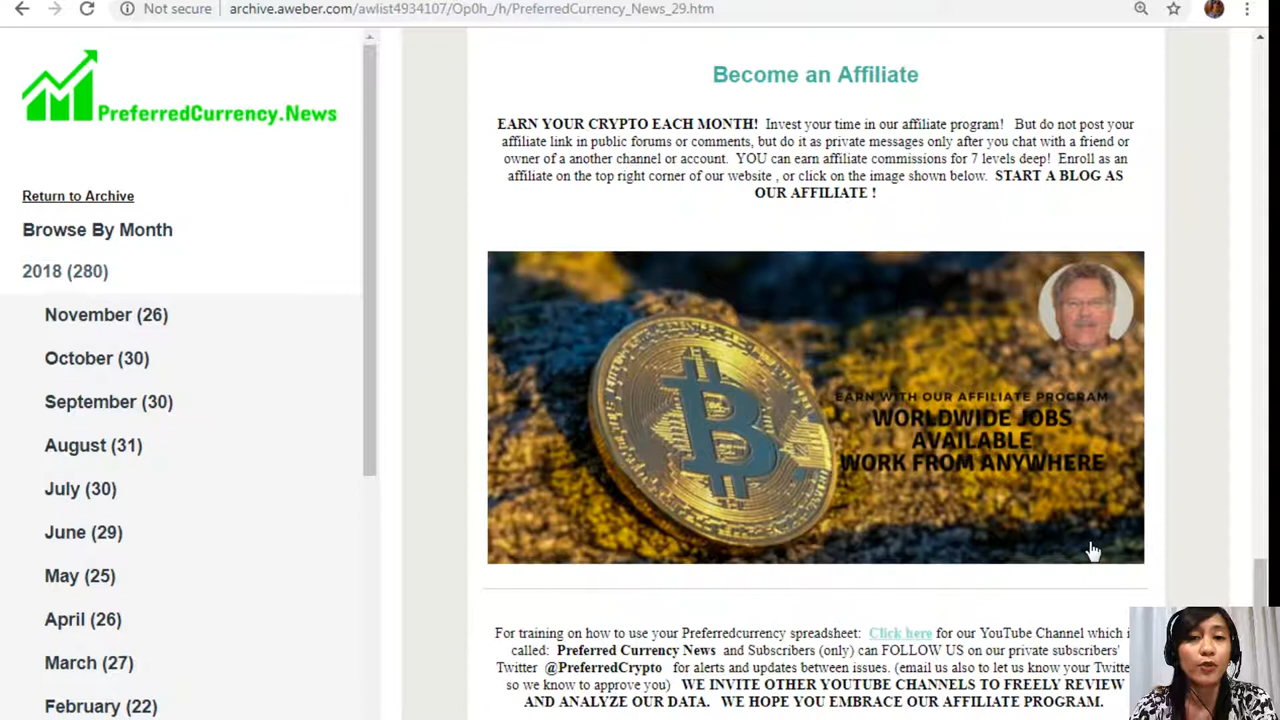 Not secure
archive.aweber.com/awlist4934107/Op0h_/h/PreferredCurrency_News_29.htm
PreferredCurrency.News
Return to Archive
Browse By Month
2018 (280)
November (26)
October (30)
September (30)
August (31)
July (30)
June (29)
May (25)
April (26)
March (27)
February (22)
Become an Affiliate
EARN YOUR CRYPTO EACH MONTH! Invest your time in our affiliate program! But do not post your
affiliate link in public forums or comments, but do it as private messages only after you chat with a friend or
owner of a another channel or account. YOU can earn affiliate commissions for 7 levels deep! Enroll as an
affiliate on the top right corner of our website , or click on the image shown below. START A BLOG AS
OUR AFFILIATE !
EARN WITH OUR AFFILIATE PROGRAM
WORLDWIDE JOBS
AVAILABLE
WORK FROM ANYWHERE
For training on how to use your Preferredcurrency spreadsheet: Click here for our YouTube Channel which i
called: Preferred Currency News and Subscribers (only) can FOLLOW US on our private subscribers'
Twitter @PreferredCrypto for alerts and updates between issues. (email us also to let us know your Twitte
so we know to approve you) WE INVITE OTHER YOUTUBE CHANNELS TO FREELY REVIEW
AND ANALYZE OUR DATA. WE HOPE YOU EMBRACE OUR AFFILIATE PROGRAM.